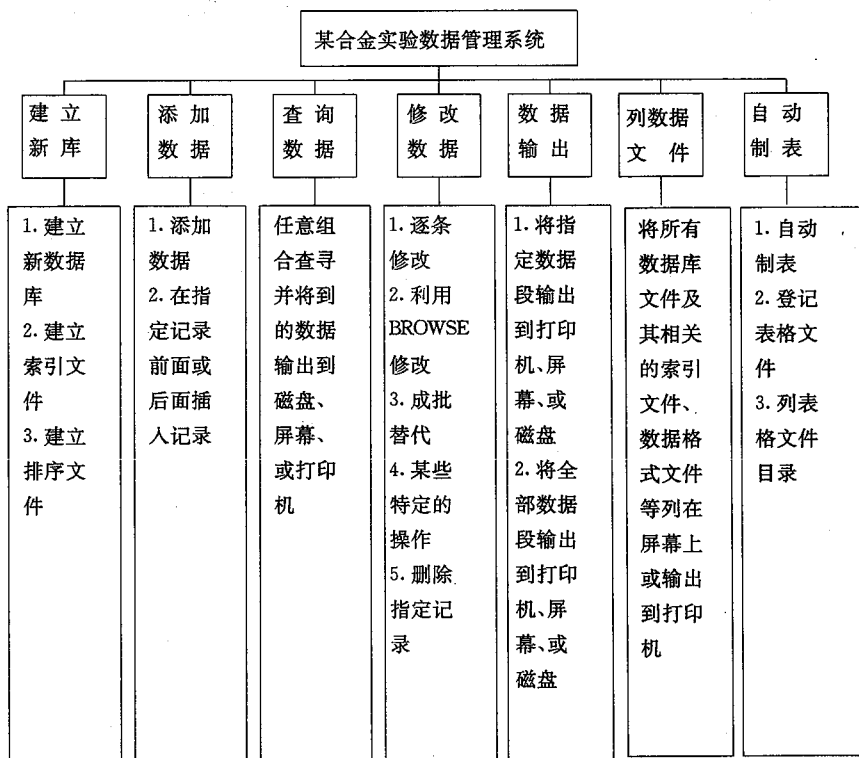 某合金实验数据管理系统
建立
新库
添加
数据
查询
数据
修改
数据
数据
输出
列数据
文件
自动
制表
1.建立
新数据
库
2.建立
索引文
件
3.建立
排序文
件
1.添加
数据
2.在指
定记录
前面或
后面插
入记录
任意组
合查寻
并将到
的数据
输出到
磁盘、
屏幕、
或打印
机
1.逐条
修改
2.利用
BROWSE
修改
3.成批
替代
4.某些
特定的
操作
5.删除
指定记
录
1.将指
定数据
段输出
到打印
机、屏
幕、或
磁盘
2.将全
部数据
段输出
到打印
机、屏
幕、或
磁盘
将所有
数据库
文件及
其相关
的索引
文件、
数据格
式文件
等列在
屏幕上
或输出
到打印
机
1.自动
制表
2.登记
表格文
件
3.列表
格文件
目录